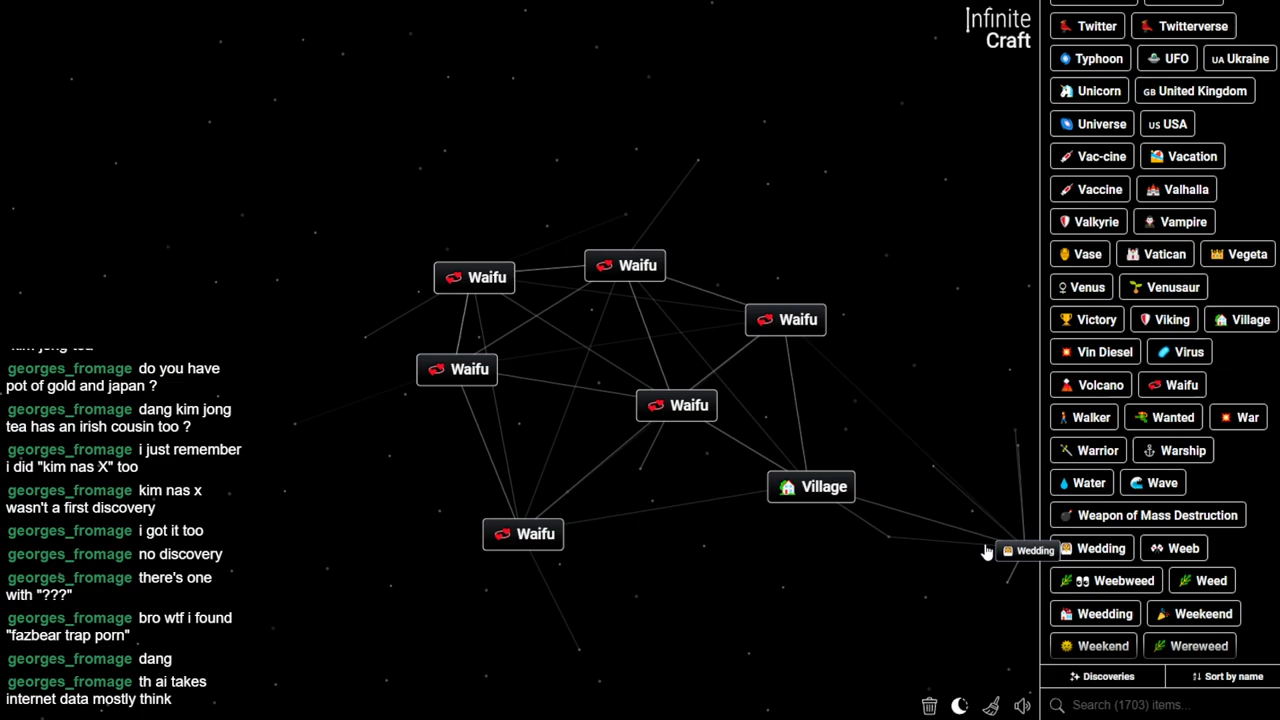 Infinite
Craft
Twitter Twitterverse
Typhoon UFO UA Ukraine
Unicorn GB United Kingdom
Universe US USA
Vac-cine Vacation
Vaccine Valhalla
Valkyrie Vampire
Vase Vatican Vegeta
Venus Venusaur
Victory Viking Village
Vin Diesel Virus
Volcano Waifu
Walker Wanted War
Warrior Warship
Water Wave
Weapon of Mass Destruction
Wedding Weeb
Weebweed Weed
Weedding Weekeend
Weekend Wereweed
Discoveries Sort by name
Search (1703) items...
Waifu
Waifu
Waifu
Waifu
Waifu
Village
Waifu
Wedding
georges_fromage do you have
pot of gold and japan ?
georges_fromage dang kim jong
tea has an irish cousin too ?
georges_fromage i just remember
i did "kim nas X" too
georges_fromage kim nas x
wasn't a first discovery
georges_fromage i got it too
georges_fromage no discovery
georges_fromage there's one
with "???"
georges_fromage bro wtf i found
"fazbear trap porn"
georges_fromage dang
georges_fromage th ai takes
internet data mostly think